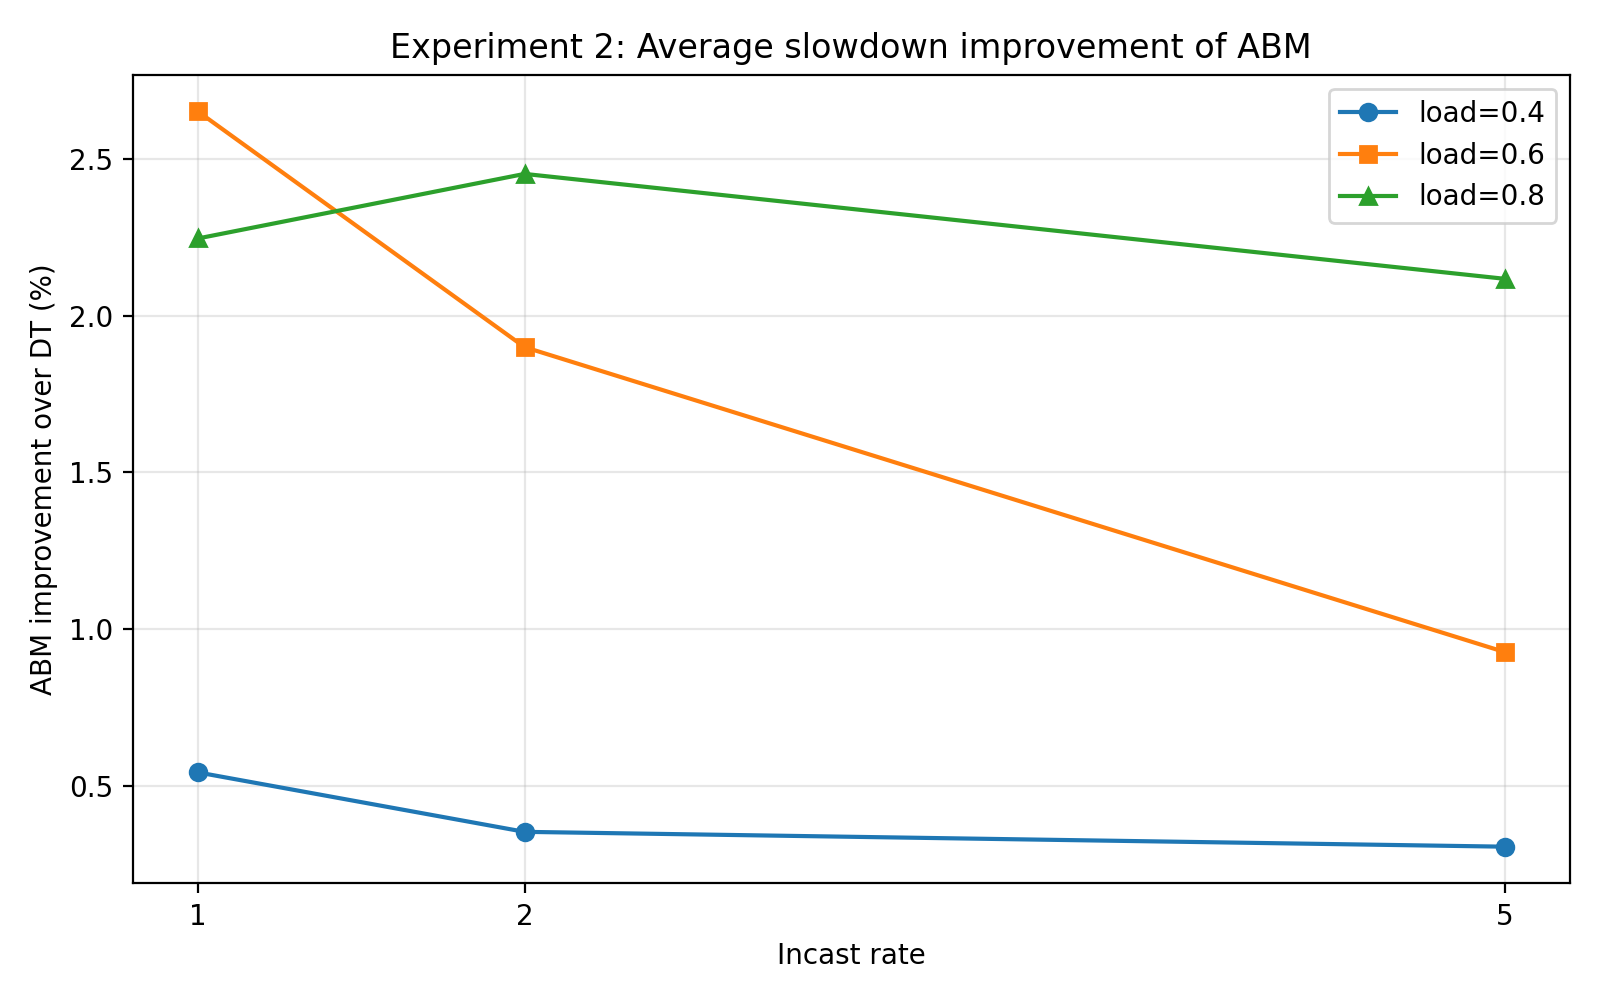 Experiment 2: Average slowdown improvement of ABM
load=0.4
load=0.6
load=0.8
ABM improvement over DT (%)
2.5
2.0
1.5
1.0
0.5
1 2 5
Incast rate